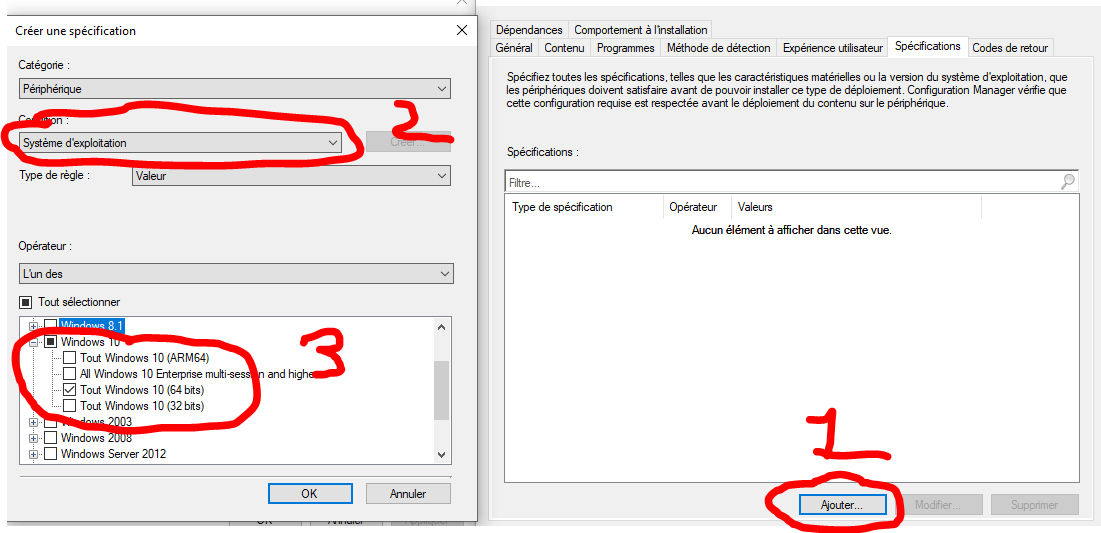 Créer une spécification
Catégorie :
Périphérique
Condition :
2
Système d'exploitation
Créer...
Type de règle :
Valeur
Opérateur :
L'un des
Tout sélectionner
Windows 8.1
Windows 10
3
Tout Windows 10 (ARM64)
All Windows 10 Enterprise multi-session and higher
Tout Windows 10 (64 bits)
Tout Windows 10 (32 bits)
Windows 2003
Windows 2008
Windows Server 2012
OK
Annuler
OK
Annuler
Appliquer
Dépendances
Comportement à l'installation
Général
Contenu
Programmes
Méthode de détection
Expérience utilisateur
Spécifications
Codes de retour
Spécifiez toutes les spécifications, telles que les caractéristiques matérielles ou la version du système d'exploitation, que
les périphériques doivent satisfaire avant de pouvoir installer ce type de déploiement. Configuration Manager vérifie que
cette configuration requise est respectée avant le déploiement du contenu sur le périphérique.
Spécifications :
Filtre...
Type de spécification
Opérateur
Valeurs
Aucun élément à afficher dans cette vue.
1
Ajouter...
Modifier...
Supprimer